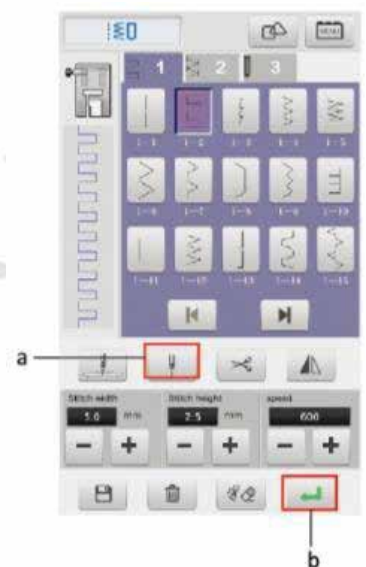 MENU
1 2 3
1-1 1-2 1-3 1-4 1-5
1-6 1-7 1-8 1-9 1-10
1-11 1-12 1-13 1-14 1-15
a
Stitch width Stitch height speed
5.0 mm 2.5 mm 600
- + - + - +
b